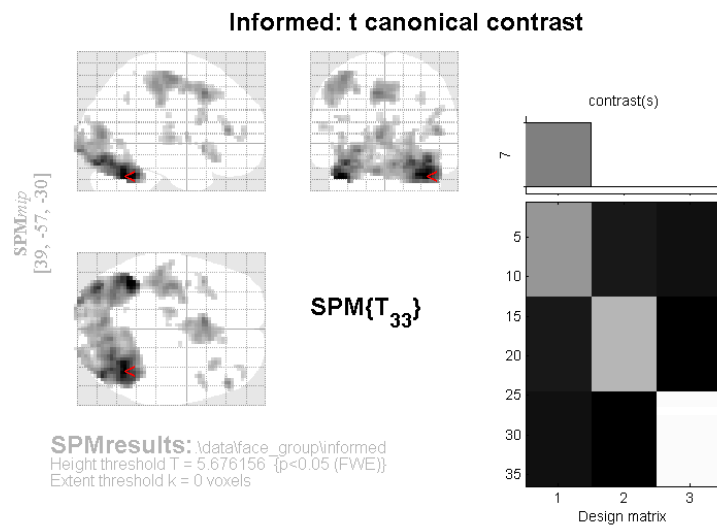 Informed: t canonical contrast
SPMmip
[39, -57, -30]
SPM{T33}
contrast(s)
7
5
10
15
20
25
30
35
1 2 3
Design matrix
SPMresults: .\data\face_group\informed
Height threshold T = 5.676156 {p<0.05 (FWE)}
Extent threshold k = 0 voxels